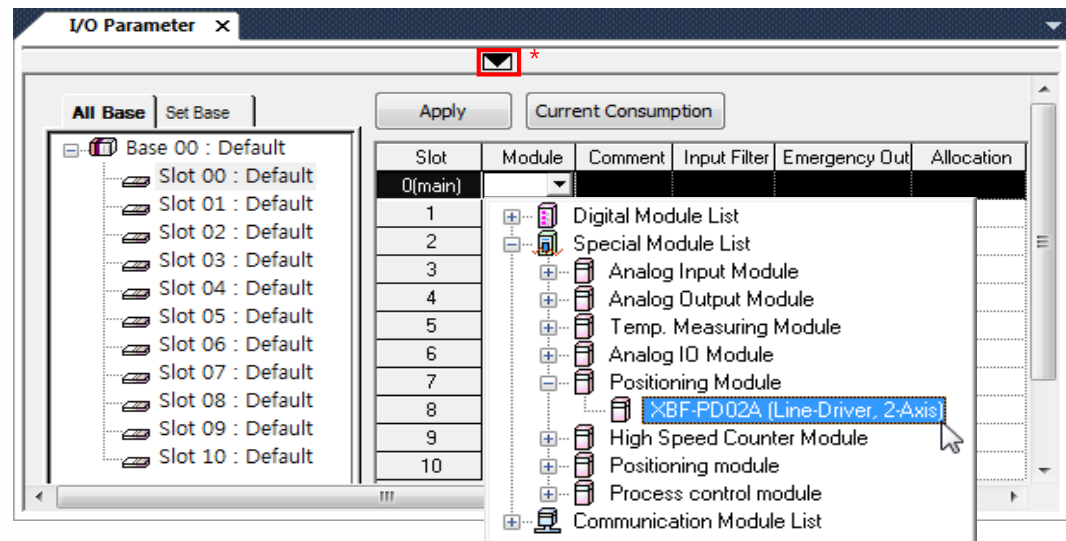 I/O Parameter
*
All Base Set Base Apply Current Consumption
Base 00 : Default
Slot 00 : Default
Slot 01 : Default
Slot 02 : Default
Slot 03 : Default
Slot 04 : Default
Slot 05 : Default
Slot 06 : Default
Slot 07 : Default
Slot 08 : Default
Slot 09 : Default
Slot 10 : Default
Slot Module Comment Input Filter Emergency Out Allocation
0(main)
1
2
3
4
5
6
7
8
9
10
Digital Module List
Special Module List
Analog Input Module
Analog Output Module
Temp. Measuring Module
Analog IO Module
Positioning Module
XBF-PD02A (Line-Driver, 2-Axis)
High Speed Counter Module
Positioning module
Process control module
Communication Module List